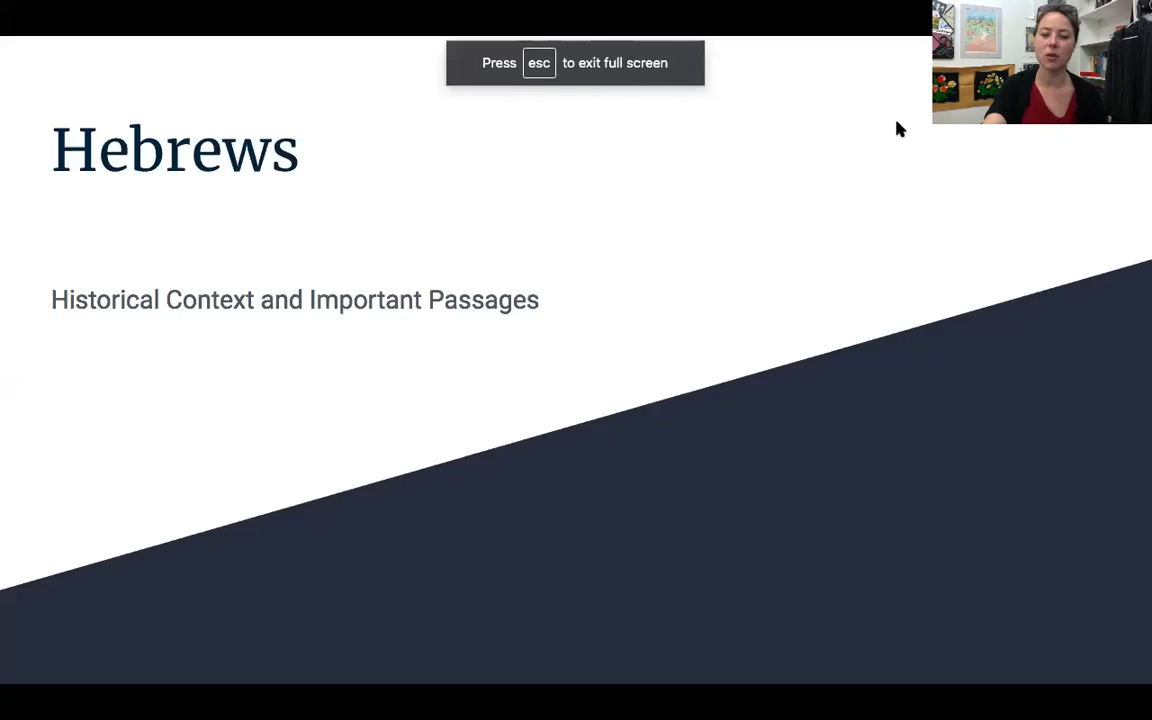 Press esc to exit full screen
Hebrews
Historical Context and Important Passages